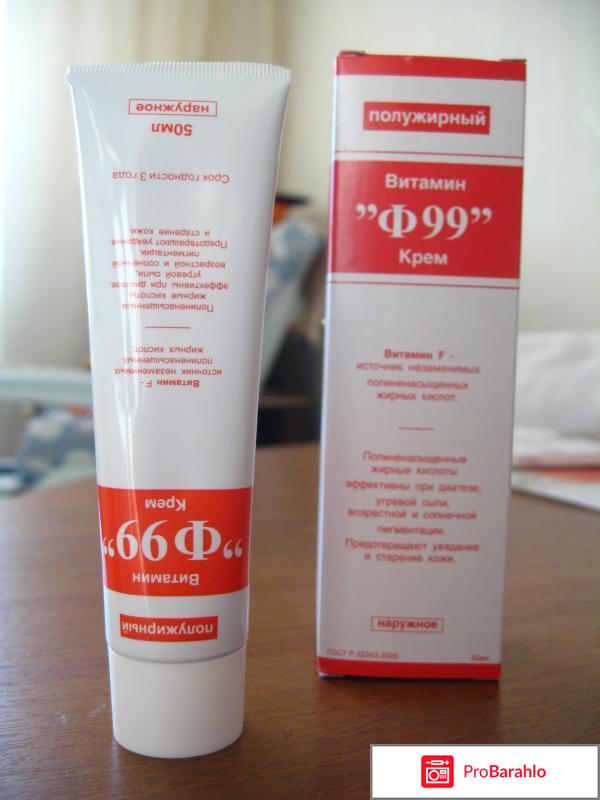 полужирный
Витамин
"Ф99"
Крем
Витамин F -
источник незаменимых
полиненасыщенных
жирных кислот.
Полиненасыщенные
жирные кислоты
эффективны при диатезе,
угревой сыпи,
возрастной и солнечной
пигментации.
Предотвращают увядание
и старение кожи.
наружное
ГОСТ Р 52343-2005 50мл
полужирный
Витамин
"Ф99"
Крем
Витамин F -
источник незаменимых
полиненасыщенных
жирных кислот.
Полиненасыщенные
жирные кислоты
эффективны при диатезе,
угревой сыпи,
возрастной и солнечной
пигментации.
Предотвращают увядание
и старение кожи.
Срок годности 3 года
50мл
наружное
ProBarahlo